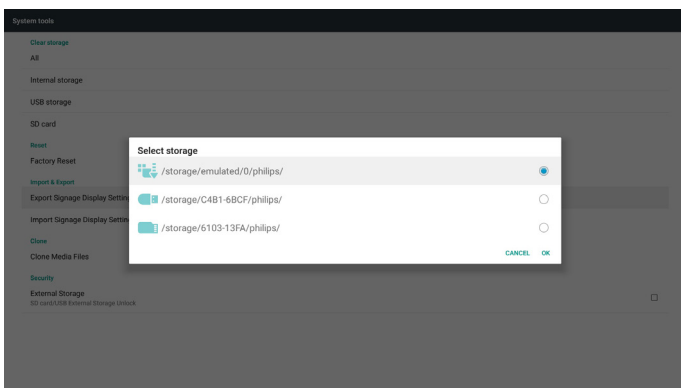 System tools
Clear storage
All
Internal storage
USB storage
SD card
Reset
Factory Reset
Import & Export
Export Signage Display Settin
Import Signage Display Settin
Clone
Clone Media Files
Security
External Storage
SD card/USB External Storage Unlock
Select storage
/storage/emulated/0/philips/
/storage/C4B1-6BCF/philips/
/storage/6103-13FA/philips/
CANCEL OK